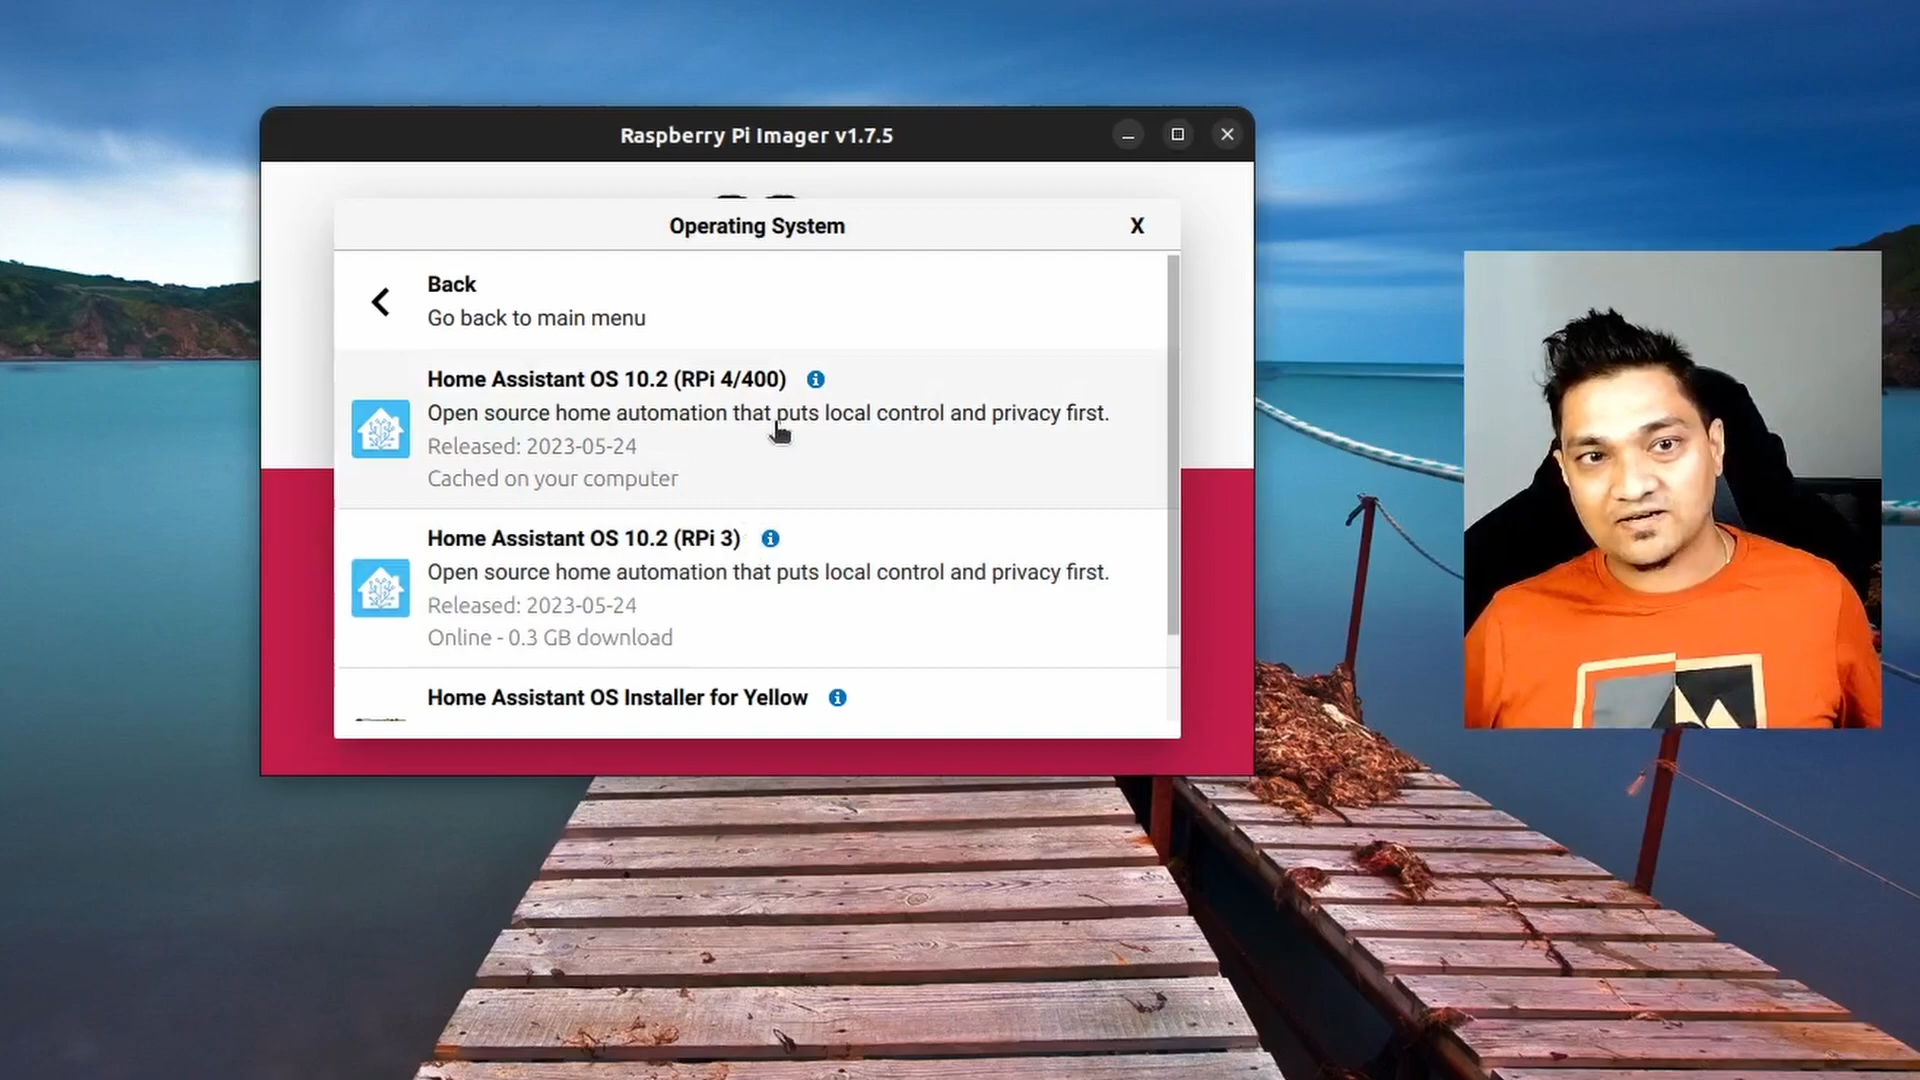 Raspberry Pi Imager v1.7.5
Operating System
X
Back
Go back to main menu
Home Assistant OS 10.2 (RPi 4/400)
Open source home automation that puts local control and privacy first.
Released: 2023-05-24
Cached on your computer
Home Assistant OS 10.2 (RPi 3)
Open source home automation that puts local control and privacy first.
Released: 2023-05-24
Online - 0.3 GB download
Home Assistant OS Installer for Yellow